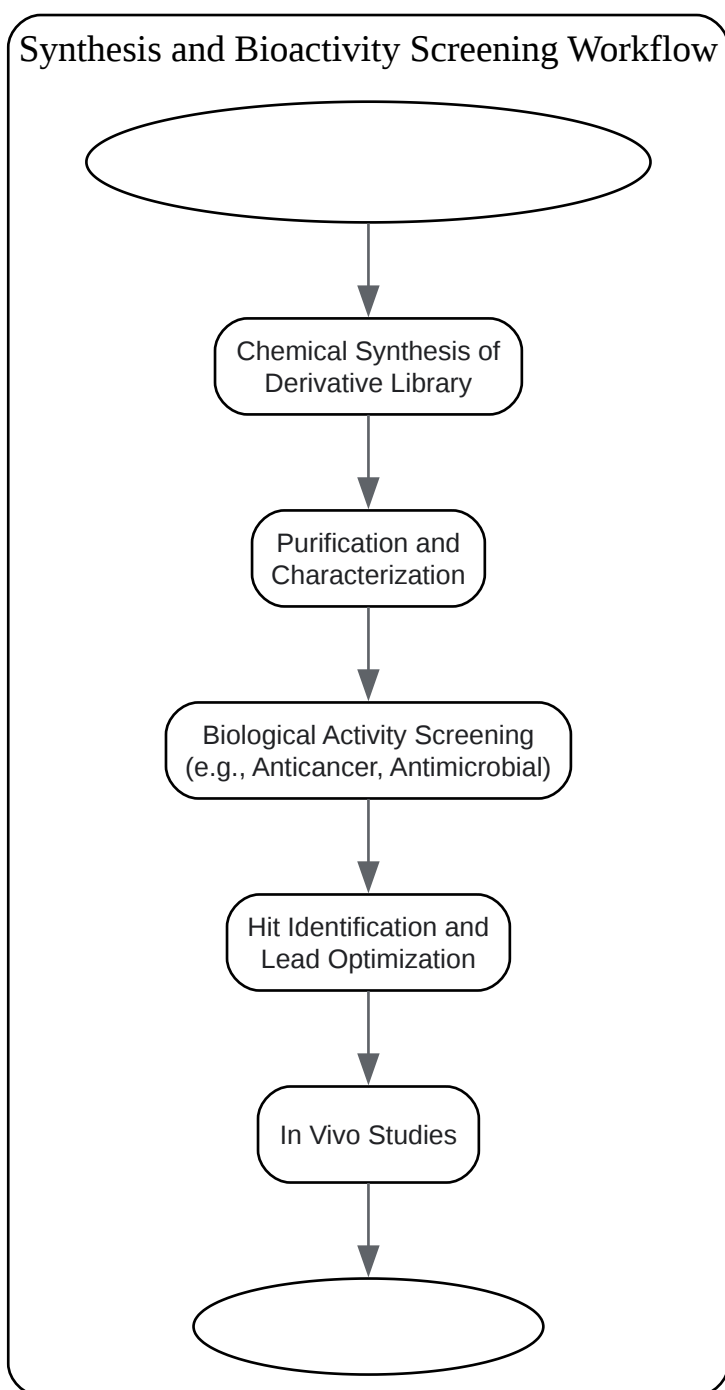 Synthesis and Bioactivity Screening Workflow
Chemical Synthesis of
Derivative Library
Purification and
Characterization
Biological Activity Screening
(e.g., Anticancer, Antimicrobial)
Hit Identification and
Lead Optimization
In Vivo Studies